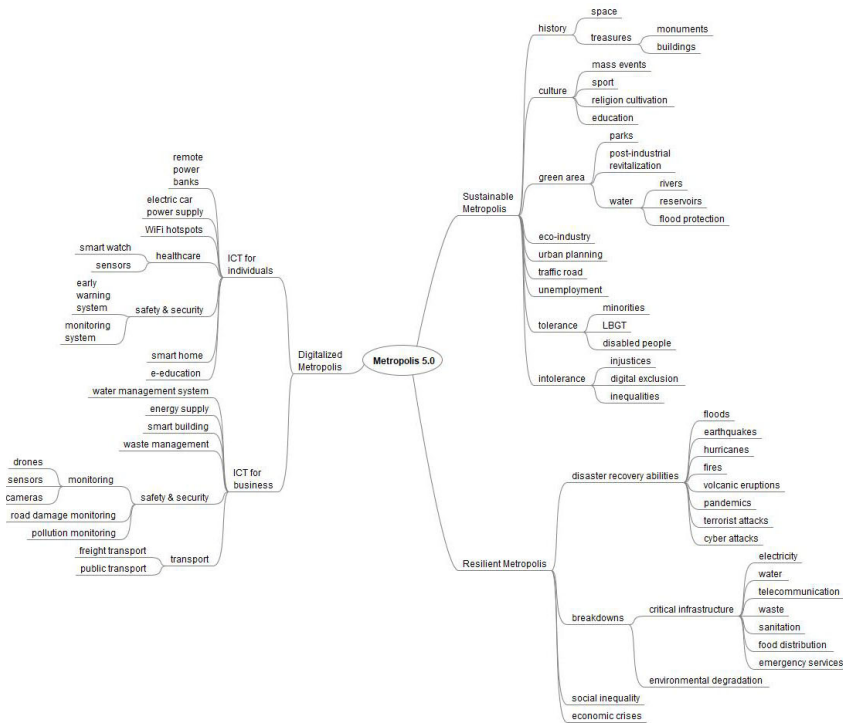 Metropolis 5.0
Sustainable
Metropolis
history
space
treasures
monuments
buildings
culture
mass events
sport
religion cultivation
education
green area
parks
post-industrial
revitalization
water
rivers
reservoirs
flood protection
eco-industry
urban planning
traffic road
unemployment
tolerance
minorities
LBGT
disabled people
intolerance
injustices
digital exclusion
inequalities
Resilient Metropolis
disaster recovery abilities
floods
earthquakes
hurricanes
fires
volcanic eruptions
pandemics
terrorist attacks
cyber attacks
breakdowns
critical infrastructure
electricity
water
telecommunication
waste
sanitation
food distribution
emergency services
environmental degradation
social inequality
economic crises
Digitalized
Metropolis
ICT for
individuals
remote
power
banks
electric car
power supply
WiFi hotspots
healthcare
smart watch
sensors
safety & security
early
warning
system
monitoring
system
smart home
e-education
ICT for
business
water management system
energy supply
smart building
waste management
safety & security
monitoring
drones
sensors
cameras
road damage monitoring
pollution monitoring
transport
freight transport
public transport